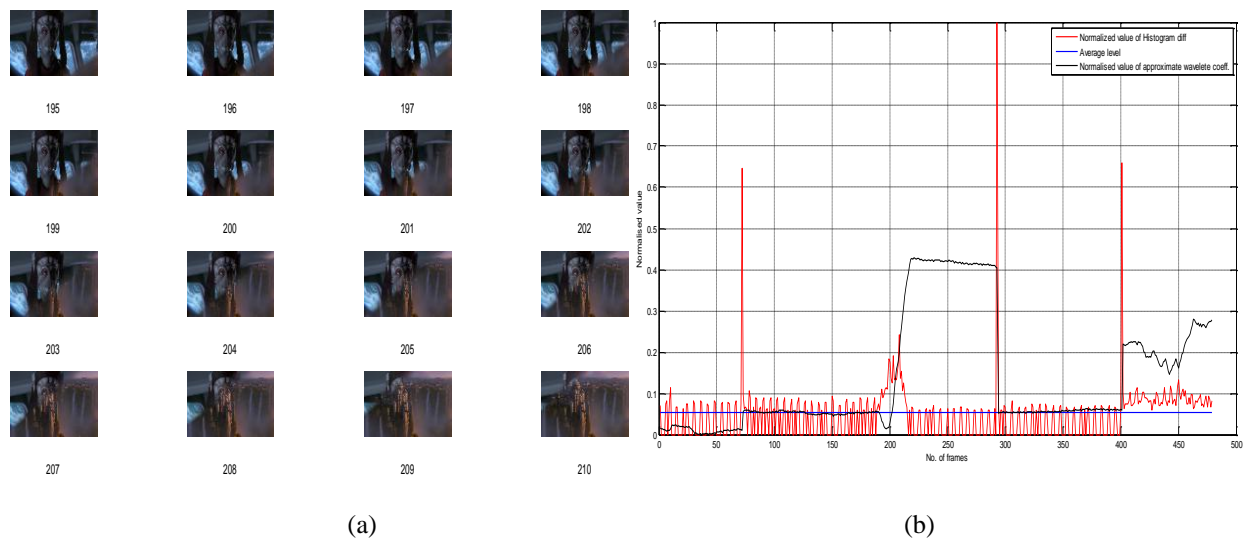 195 196 197 198
199 200 201 202
203 204 205 206
207 208 209 210
(a)
Normalized value of Histogram diff
Average level
Normalised value of approximate wavelete coeff.
Normalised value
1
0.9
0.8
0.7
0.6
0.5
0.4
0.3
0.2
0.1
0
0 50 100 150 200 250 300 350 400 450 500
No. of frames
(b)